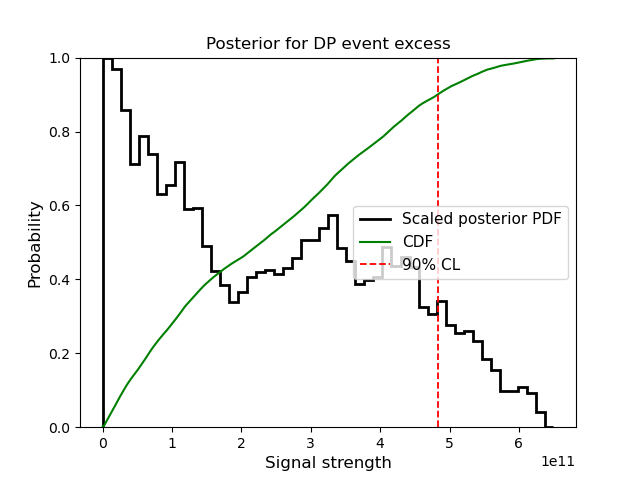 Posterior for DP event excess
1.0
0.8
0.6
0.4
0.2
0.0
Probability
Scaled posterior PDF
CDF
90% CL
0 1 2 3 4 5 6
1e11
Signal strength